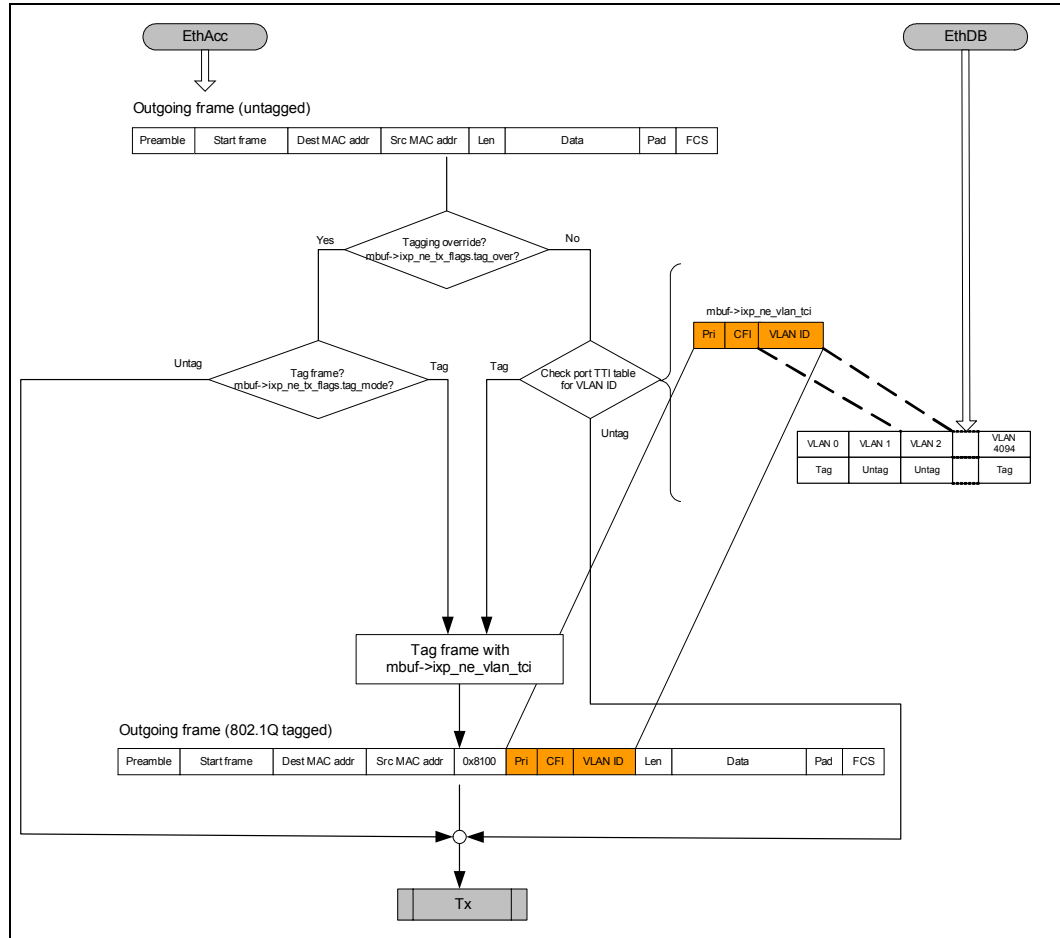 EthAcc
EthDB
Outgoing frame (untagged)
Preamble Start frame Dest MAC addr Src MAC addr Len Data Pad FCS
Yes
Tagging override?
mbuf->ixp_ne_tx_flags.tag_over?
No
mbuf->ixp_ne_vlan_tci
Pri CFI VLAN ID
Untag
Tag frame?
mbuf->ixp_ne_tx_flags.tag_mode?
Tag
Tag
Check port TTI table
for VLAN ID
Untag
VLAN 0 VLAN 1 VLAN 2 VLAN
4094
Tag Untag Untag Tag
Tag frame with
mbuf->ixp_ne_vlan_tci
Outgoing frame (802.1Q tagged)
Preamble Start frame Dest MAC addr Src MAC addr 0x8100 Pri CFI VLAN ID Len Data Pad FCS
Tx